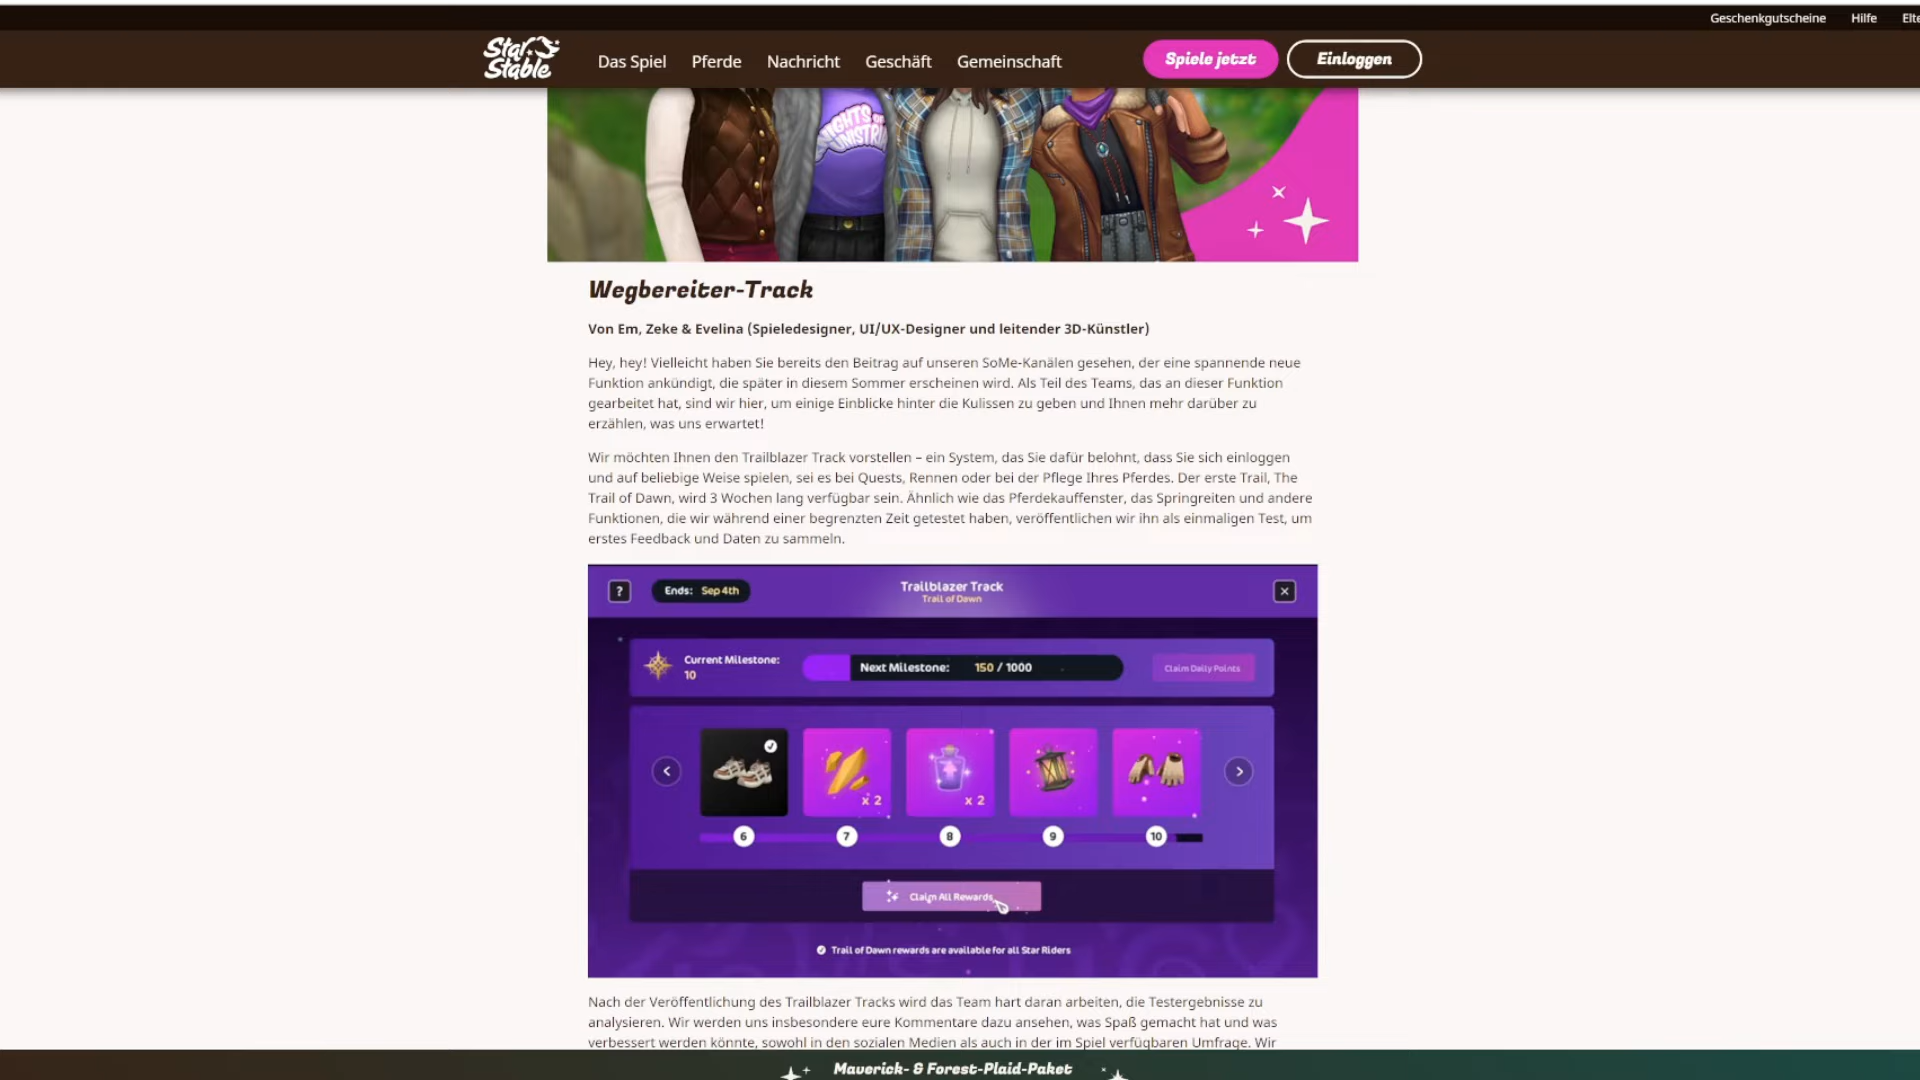 Geschenkgutscheine Hilfe Elte
Star Stable
Das Spiel Pferde Nachricht Geschäft Gemeinschaft
Spiele jetzt Einloggen
Wegbereiter-Track
Von Em, Zeke & Evelina (Spieledesigner, UI/UX-Designer und leitender 3D-Künstler)
Hey, hey! Vielleicht haben Sie bereits den Beitrag auf unseren SoMe-Kanälen gesehen, der eine spannende neue
Funktion ankündigt, die später in diesem Sommer erscheinen wird. Als Teil des Teams, das an dieser Funktion
gearbeitet hat, sind wir hier, um einige Einblicke hinter die Kulissen zu geben und Ihnen mehr darüber zu
erzählen, was uns erwartet!
Wir möchten Ihnen den Trailblazer Track vorstellen – ein System, das Sie dafür belohnt, dass Sie sich einloggen
und auf beliebige Weise spielen, sei es bei Quests, Rennen oder bei der Pflege Ihres Pferdes. Der erste Trail, The
Trail of Dawn, wird 3 Wochen lang verfügbar sein. Ähnlich wie das Pferdekauffenster, das Springreiten und andere
Funktionen, die wir während einer begrenzten Zeit getestet haben, veröffentlichen wir ihn als einmaligen Test, um
erstes Feedback und Daten zu sammeln.
? Ends: Sep 4th
Trailblazer Track
Trail of Dawn
Current Milestone:
10
Next Milestone: 150 / 1000
Claim Daily Points
x 2 x 2
6 7 8 9 10
Claim All Rewards
Trail of Dawn rewards are available for all Star Riders
Nach der Veröffentlichung des Trailblazer Tracks wird das Team hart daran arbeiten, die Testergebnisse zu
analysieren. Wir werden uns insbesondere eure Kommentare dazu ansehen, was Spaß gemacht hat und was
verbessert werden könnte, sowohl in den sozialen Medien als auch in der im Spiel verfügbaren Umfrage. Wir
Maverick- & Forest-Plaid-Paket